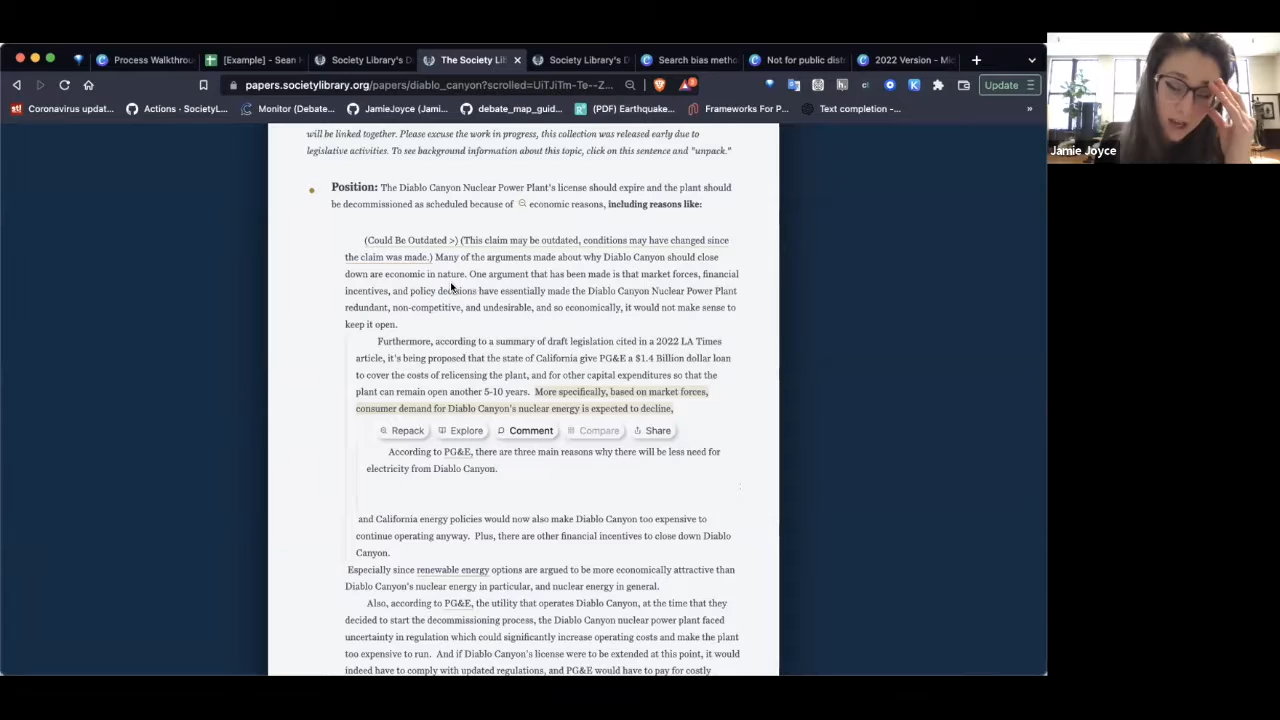 Process Walkthrou
[Example] - Sean H
Society Library's D
The Society Lib
Society Library's D
Search bias metho
Not for public dist
2022 Version - Mi
papers.societylibrary.org/papers/diablo_canyon?scrolled=UiTJiTm-Te--Z...
Update
Coronavirus updat...
Actions · SocietyL...
Monitor (Debate...
JamieJoyce (Jami...
debate_map_guid...
(PDF) Earthquake...
Frameworks For P...
Text completion -...
»
Jamie Joyce
will be linked together. Please excuse the work in progress, this collection was released early due to
legislative activities. To see background information about this topic, click on this sentence and "unpack."
Position: The Diablo Canyon Nuclear Power Plant's license should expire and the plant should
be decommissioned as scheduled because of economic reasons, including reasons like:
(Could Be Outdated >) (This claim may be outdated, conditions may have changed since
the claim was made.) Many of the arguments made about why Diablo Canyon should close
down are economic in nature. One argument that has been made is that market forces, financial
incentives, and policy decisions have essentially made the Diablo Canyon Nuclear Power Plant
redundant, non-competitive, and undesirable, and so economically, it would not make sense to
keep it open.
Furthermore, according to a summary of draft legislation cited in a 2022 LA Times
article, it's being proposed that the state of California give PG&E a $1.4 Billion dollar loan
to cover the costs of relicensing the plant, and for other capital expenditures so that the
plant can remain open another 5-10 years. More specifically, based on market forces,
consumer demand for Diablo Canyon's nuclear energy is expected to decline,
Repack Explore Comment Compare Share
According to PG&E, there are three main reasons why there will be less need for
electricity from Diablo Canyon.
and California energy policies would now also make Diablo Canyon too expensive to
continue operating anyway. Plus, there are other financial incentives to close down Diablo
Canyon.
Especially since renewable energy options are argued to be more economically attractive than
Diablo Canyon's nuclear energy in particular, and nuclear energy in general.
Also, according to PG&E, the utility that operates Diablo Canyon, at the time that they
decided to start the decommissioning process, the Diablo Canyon nuclear power plant faced
uncertainty in regulation which could significantly increase operating costs and make the plant
too expensive to run. And if Diablo Canyon's license were to be extended at this point, it would
indeed have to comply with updated regulations, and PG&E would have to pay for costly